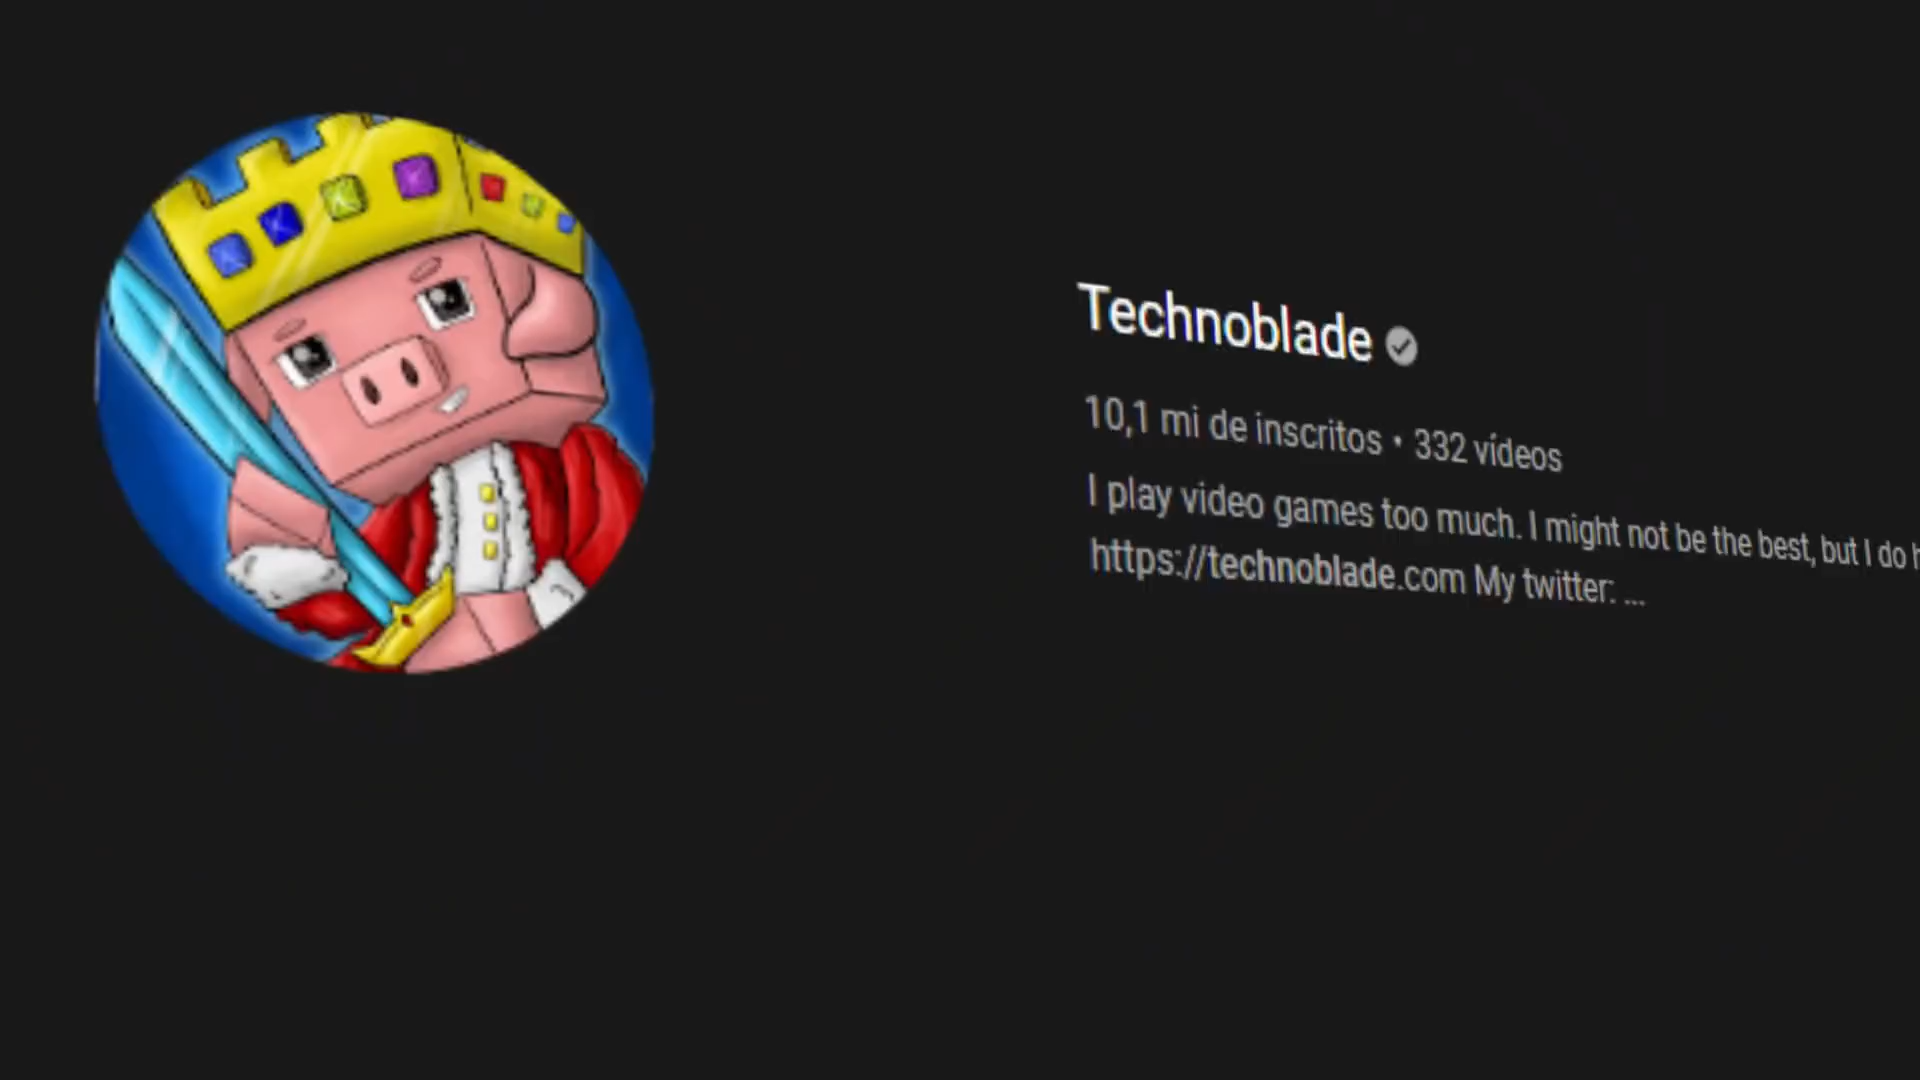 Technoblade
10,1 mi de inscritos • 332 vídeos
I play video games too much. I might not be the best, but I do
https://technoblade.com My twitter: ...